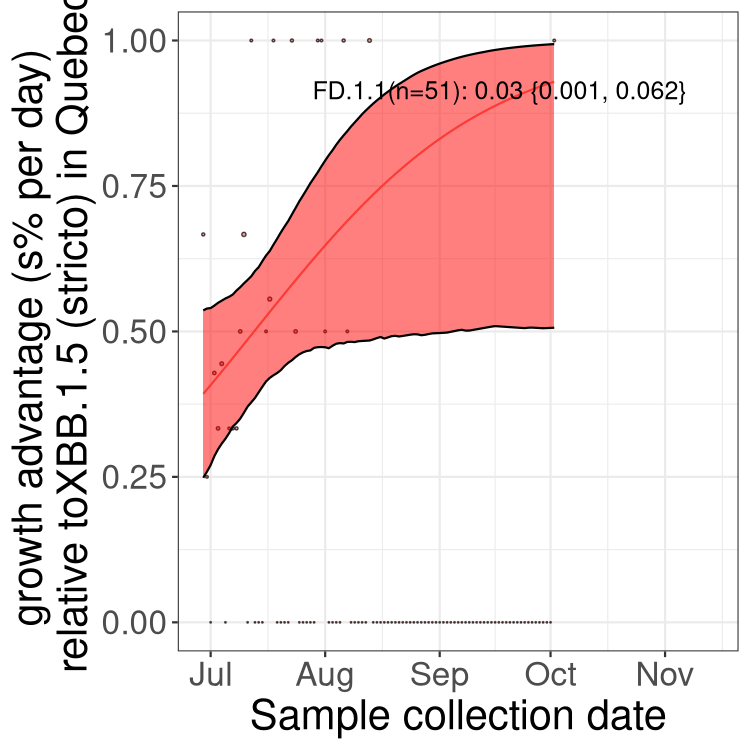 growth advantage (s% per day)
relative toXBB.1.5 (stricto) in Quebec
1.00
0.75
0.50
0.25
0.00
FD.1.1(n=51): 0.03 {0.001, 0.062}
Jul Aug Sep Oct Nov
Sample collection date